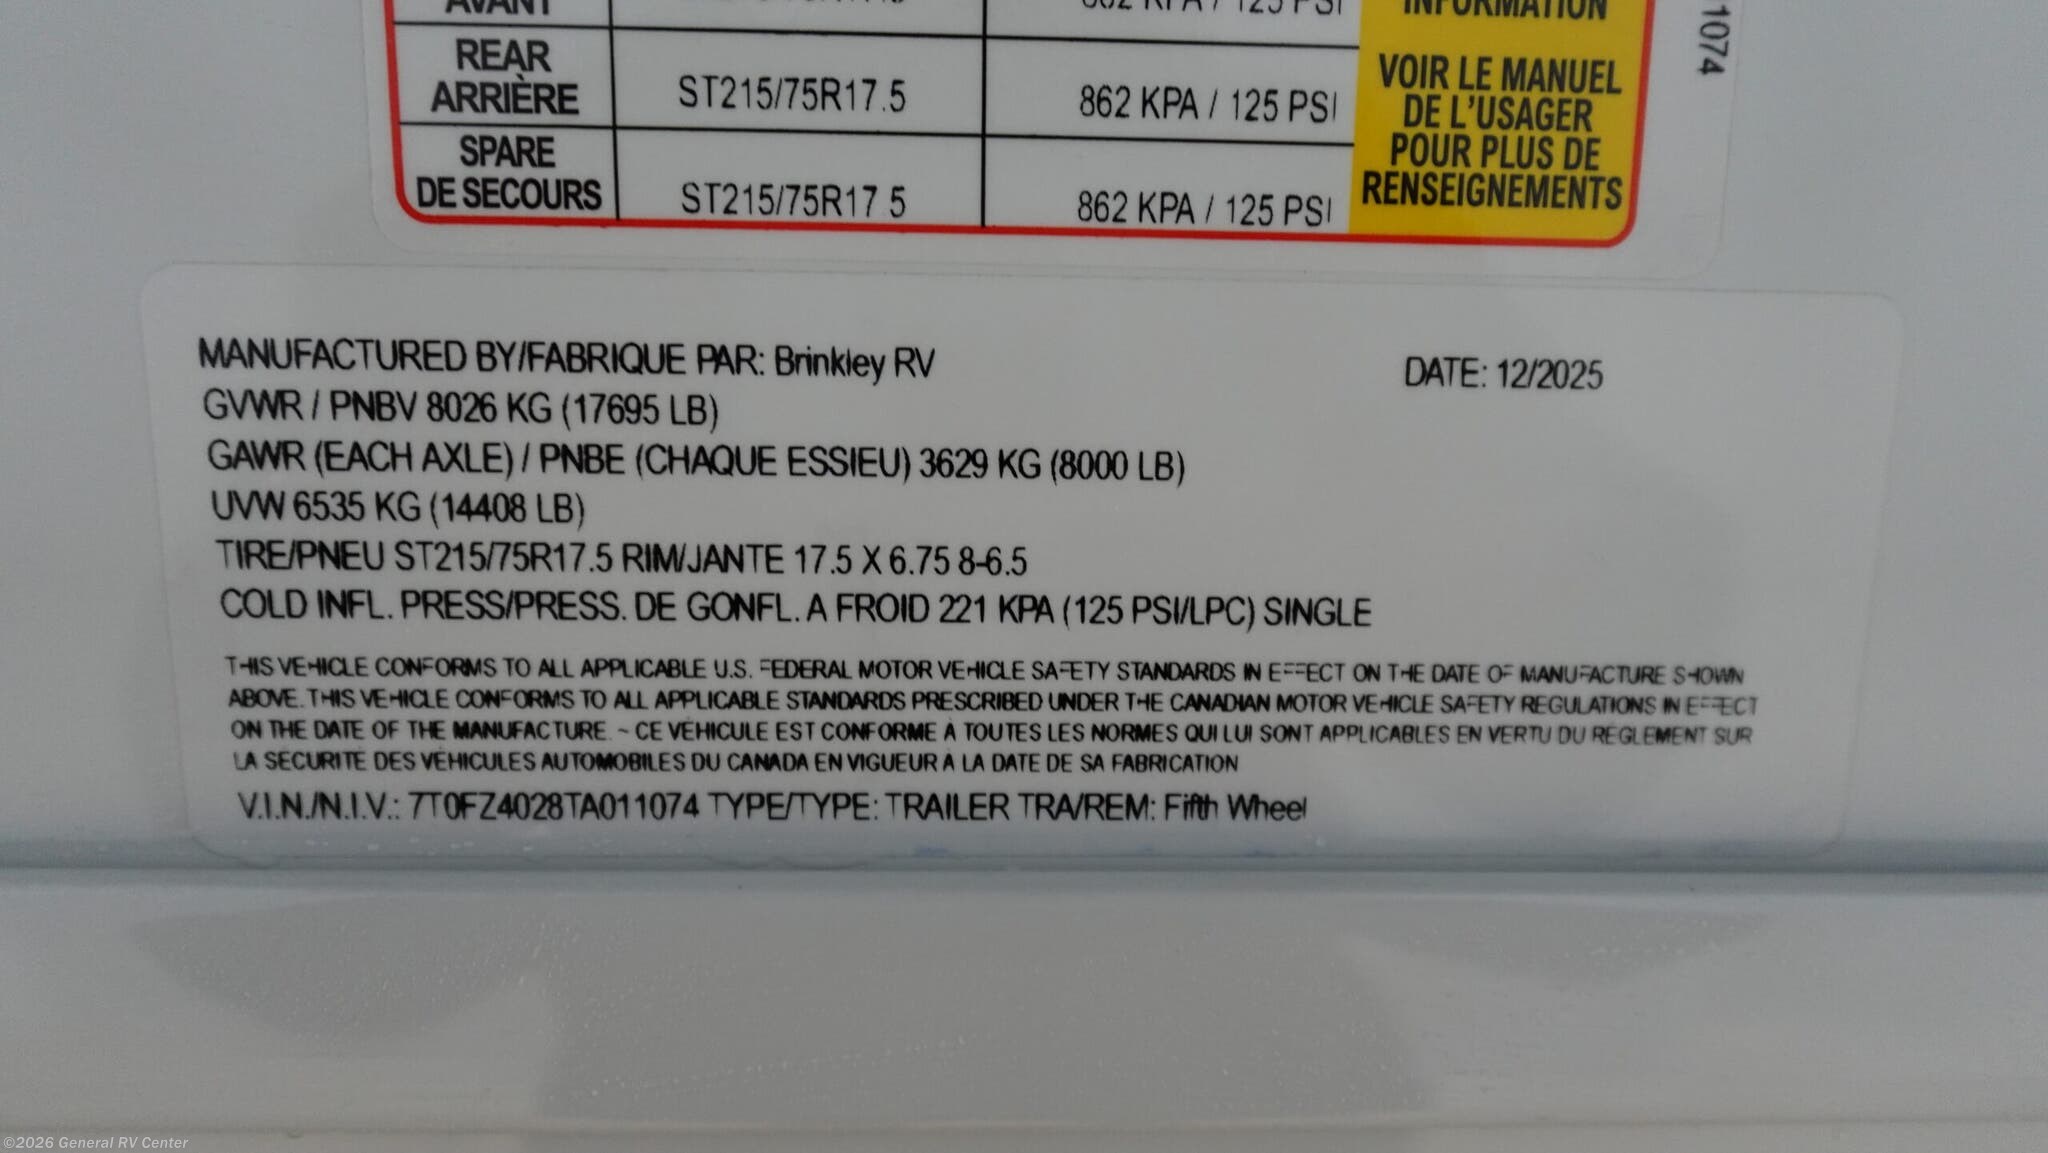 AVANT
862 KPA / 125 PSI
INFORMATION
REAR
ARRIÈRE
ST215/75R17.5
862 KPA / 125 PSI
VOIR LE MANUEL
DE L'USAGER
POUR PLUS DE
RENSEIGNEMENTS
SPARE
DE SECOURS
ST215/75R17.5
862 KPA / 125 PSI
11074
MANUFACTURED BY/FABRIQUE PAR: Brinkley RV DATE: 12/2025
GVWR / PNBV 8026 KG (17695 LB)
GAWR (EACH AXLE) / PNBE (CHAQUE ESSIEU) 3629 KG (8000 LB)
UVW 6535 KG (14408 LB)
TIRE/PNEU ST215/75R17.5 RIM/JANTE 17.5 X 6.75 8-6.5
COLD INFL. PRESS/PRESS. DE GONFL. A FROID 221 KPA (125 PSI/LPC) SINGLE
THIS VEHICLE CONFORMS TO ALL APPLICABLE U.S. FEDERAL MOTOR VEHICLE SAFETY STANDARDS IN EFFECT ON THE DATE OF MANUFACTURE SHOWN
ABOVE. THIS VEHICLE CONFORMS TO ALL APPLICABLE STANDARDS PRESCRIBED UNDER THE CANADIAN MOTOR VEHICLE SAFETY REGULATIONS IN EFFECT
ON THE DATE OF THE MANUFACTURE. ~ CE VÉHICULE EST CONFORME À TOUTES LES NORMES QUI LUI SONT APPLICABLES EN VERTU DU RÉGLEMENT SUR
LA SÉCURITÉ DES VÉHICULES AUTOMOBILES DU CANADA EN VIGUEUR À LA DATE DE SA FABRICATION
V.I.N./N.I.V.: 7T0FZ4028TA011074 TYPE/TYPE: TRAILER TRA/REM: Fifth Wheel
©2026 General RV Center